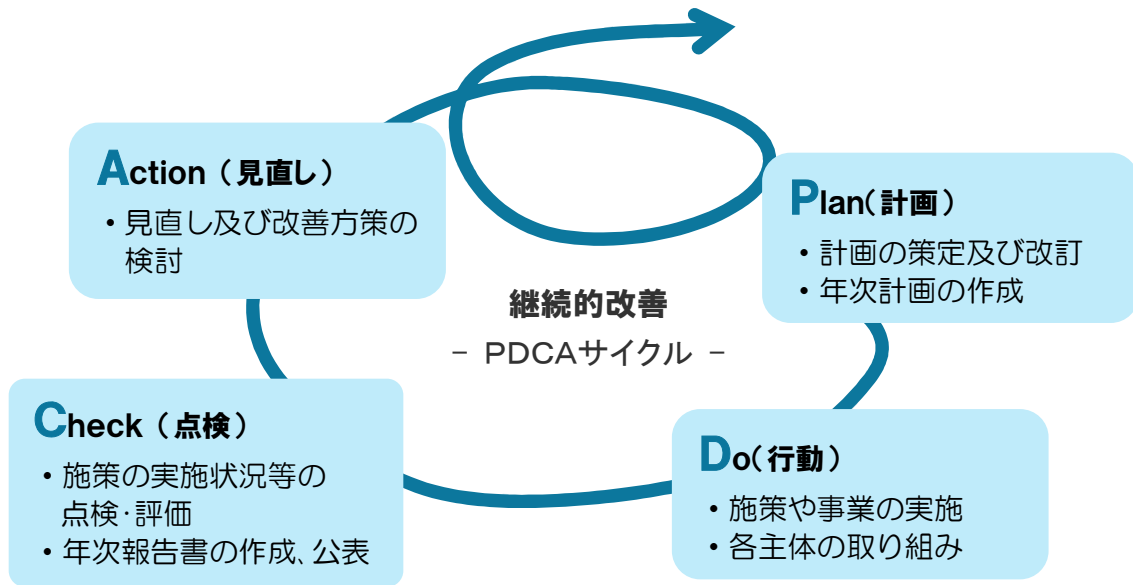 Action（見直し）
・見直し及び改善方策の
検討
Plan（計画）
・計画の策定及び改訂
・年次計画の作成
継続的改善
− PDCAサイクル −
Check（点検）
・施策の実施状況等の
点検・評価
・年次報告書の作成、公表
Do（行動）
・施策や事業の実施
・各主体の取り組み